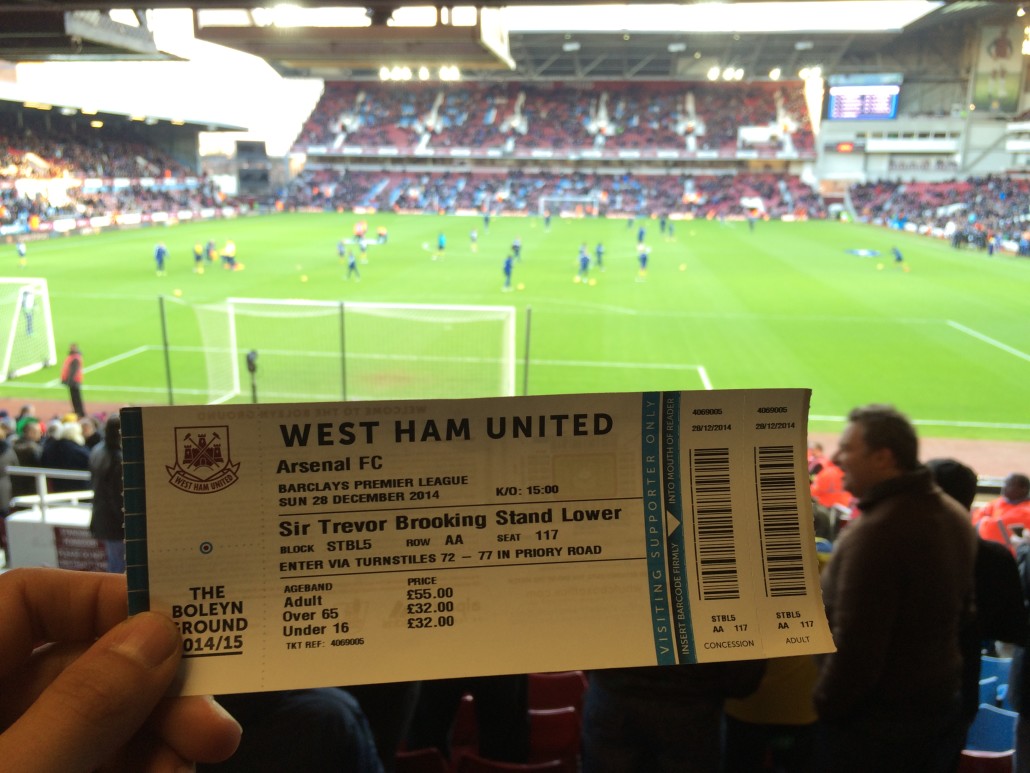 WEST HAM UNITED
WEST HAM UNITED
Arsenal FC
BARCLAYS PREMIER LEAGUE
SUN 28 DECEMBER 2014
K/O: 15:00
Sir Trevor Brooking Stand Lower
BLOCK STBL5 ROW AA SEAT 117
ENTER VIA TURNSTILES 72 - 77 IN PRIORY ROAD
AGEBAND PRICE
Adult £55.00
Over 65 £32.00
Under 16 £32.00
TKT REF: 4069005
THE
BOLEYN
GROUND
014/15
VISITING SUPPORTER ONLY
INSERT BARCODE FIRMLY INTO MOUTH OF READER
4069005
28/12/2014
STBL5
AA 117
CONCESSION
4069005
28/12/2014
STBL5
AA 117
ADULT